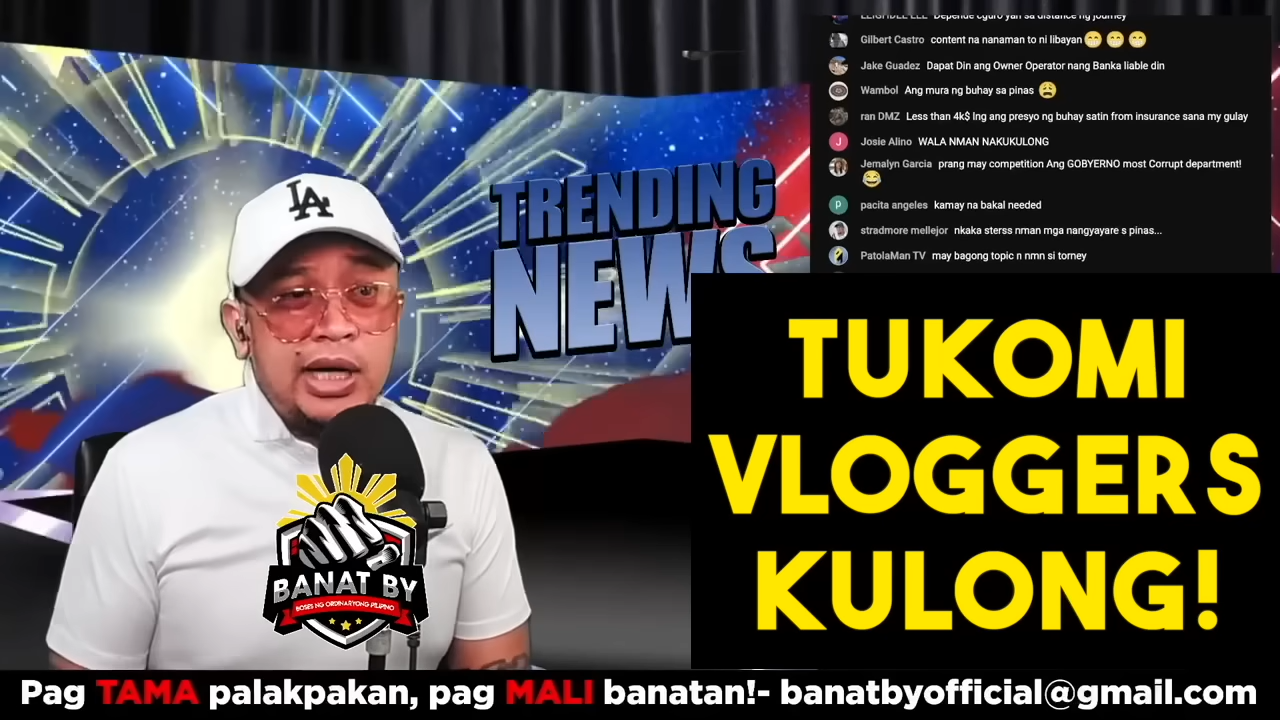 LEIGHDEE LEE Depende cguro yan sa distance ng journey
Gilbert Castro content na nanaman to ni libayan
Jake Guadez Dapat Din ang Owner Operator nang Banka liable din
Wambol Ang mura ng buhay sa pinas
ran DMZ Less than 4k$ lng ang presyo ng buhay satin from insurance sana my gulay
J Josie Alino WALA NMAN NAKUKULONG
Jemalyn Garcia prang may competition Ang GOBYERNO most Corrupt department!
p pacita angeles kamay na bakal needed
stradmore mellejor nkaka sterss nman mga nangyayare s pinas...
PatolaMan TV may bagong topic n nmn si torney
LA
TRENDING
NEWS
TUKOMI
VLOGGERS
KULONG!
BANAT BY
BOSES NG ORDINARYONG PILIPINO
Pag TAMA palakpakan, pag MALI banatan!- banatbyofficial@gmail.com